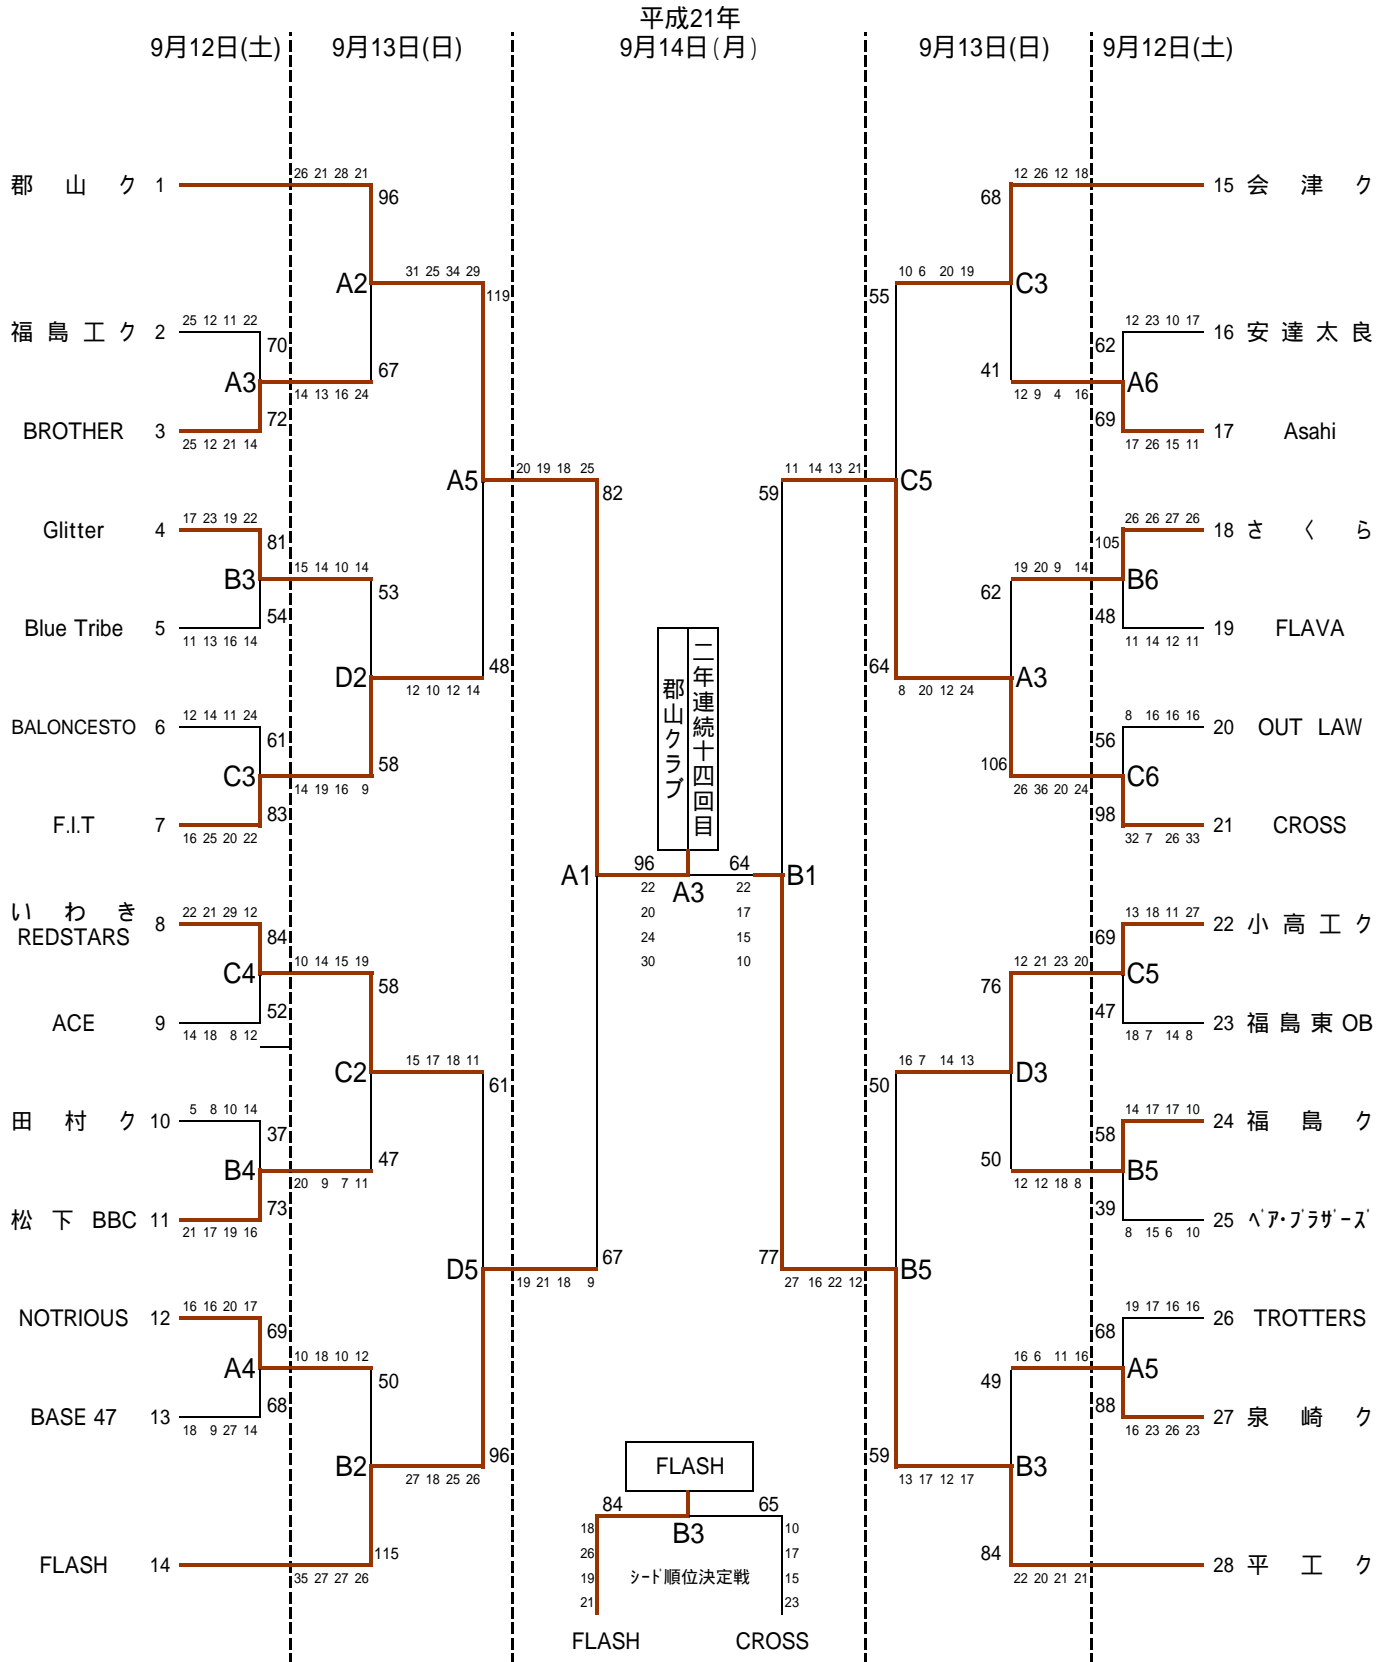 平成21年
9月12日(土) 9月13日(日) 9月14日(月) 9月13日(日) 9月12日(土)
26 21 28 21
郡 山 ク 1
96
A2
31 25 34 29
119
25 12 11 22
福 島 工 ク 2
70
A3
67
14 13 16 24
72
BROTHER 3
25 12 21 14
A5
20 19 18 25
82
17 23 19 22
Glitter 4
81
B3
15 14 10 14
53
54
Blue Tribe 5
11 13 16 14
48
D2
12 10 12 14
12 14 11 24
BALONCESTO 6
61
58
C3
14 19 16 9
83
F.I.T 7
16 25 20 22
A1
22 21 29 12
い わ き
REDSTARS 8
84
C4
10 14 15 19
58
52
ACE 9
14 18 8 12
C2
15 17 18 11
61
5 8 10 14
田 村 ク 10
37
47
B4
20 9 7 11
73
松 下 BBC 11
21 17 19 16
67
D5
19 21 18 9
16 16 20 17
NOTRIOUS 12
69
A4
10 18 10 12
50
68
BASE 47 13
18 9 27 14
96
B2
27 18 25 26
115
FLASH 14
35 27 27 26
二年連続十四回目
郡山クラブ
96 64
A3
22 22
20 17
24 15
30 10
FLASH
84 65
B3
シード順位決定戦
18 10
26 17
19 15
21 23
FLASH CROSS
12 26 12 18
68
15 会 津 ク
10 6 20 19
55
C3
12 23 10 17
62
16 安 達 太 良
41
A6
12 9 4 16
69
17 Asahi
17 26 15 11
11 14 13 21
59
C5
26 26 27 26
105
18 さ く ら
19 20 9 14
62
B6
48
19 FLAVA
11 14 12 11
64
A3
8 20 12 24
8 16 16 16
56
20 OUT LAW
106
C6
26 36 20 24
98
21 CROSS
32 7 26 33
B1
13 18 11 27
69
22 小 高 工 ク
12 21 23 20
76
C5
47
23 福 島 東 OB
18 7 14 8
16 7 14 13
50
D3
14 17 17 10
58
24 福 島 ク
50
B5
12 12 18 8
39
25 ベア・ブラザーズ
8 15 6 10
77
B5
27 16 22 12
19 17 16 16
68
26 TROTTERS
16 6 11 16
49
A5
88
27 泉 崎 ク
16 23 26 23
59
B3
13 17 12 17
84
28 平 工 ク
22 20 21 21